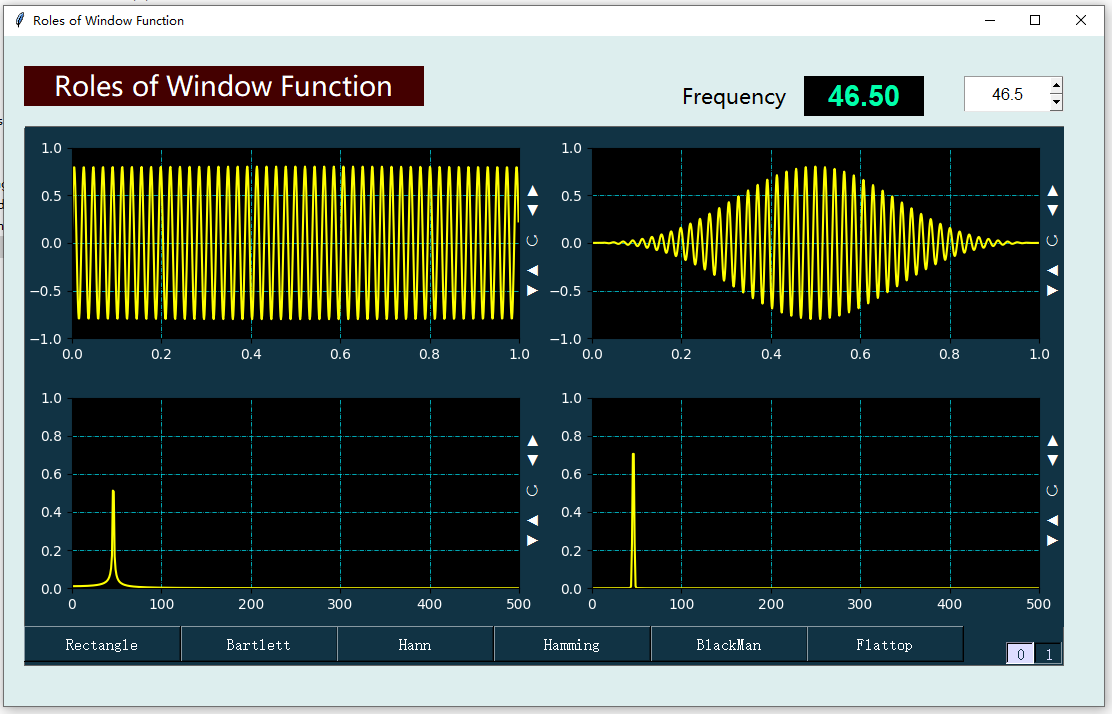 Roles of Window Function
Roles of Window Function
Frequency 46.50 46.5
1.0 0.5 0.0 −0.5 −1.0
0.0 0.2 0.4 0.6 0.8 1.0
1.0 0.5 0.0 −0.5 −1.0
0.0 0.2 0.4 0.6 0.8 1.0
1.0 0.8 0.6 0.4 0.2 0.0
0 100 200 300 400 500
1.0 0.8 0.6 0.4 0.2 0.0
0 100 200 300 400 500
Rectangle Bartlett Hann Hamming BlackMan Flattop
0 1